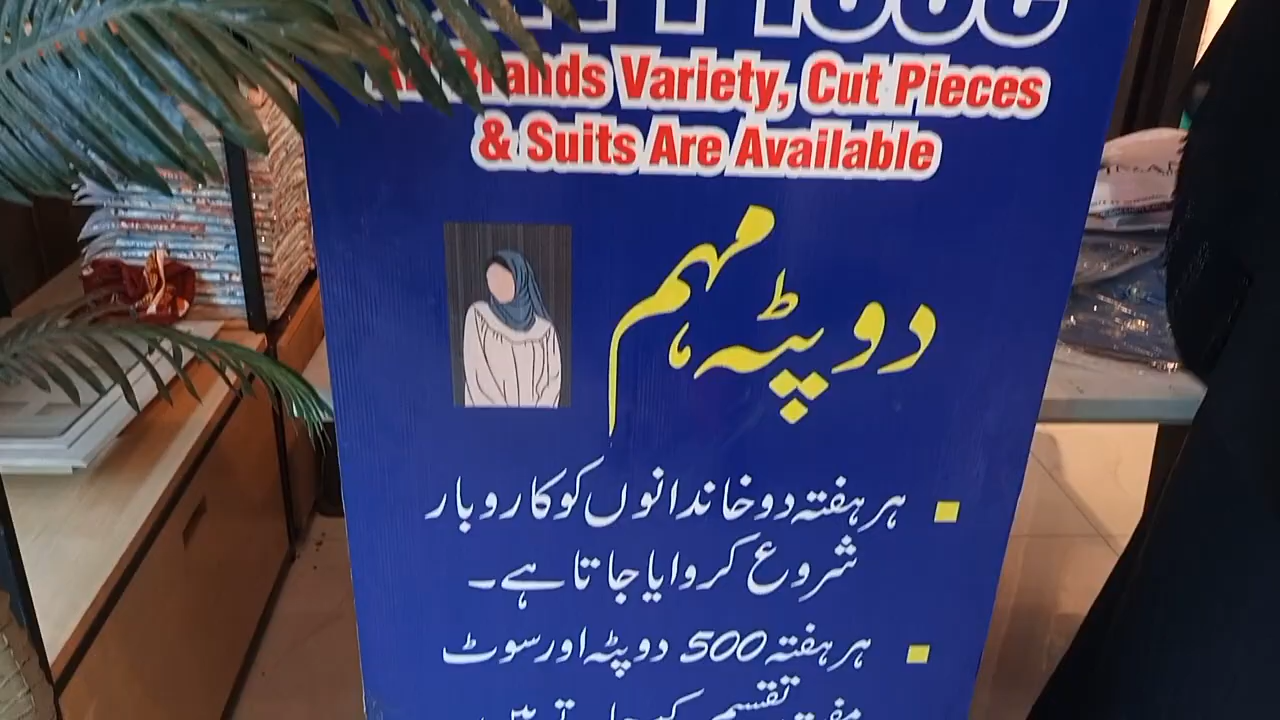 All Brands Variety, Cut Pieces
& Suits Are Available
دوپٹہ مہم
ہر ہفتہ دو خاندانوں کو کاروبار
شروع کروایا جاتا ہے۔
ہر ہفتہ 500 دوپٹہ اور سوٹ